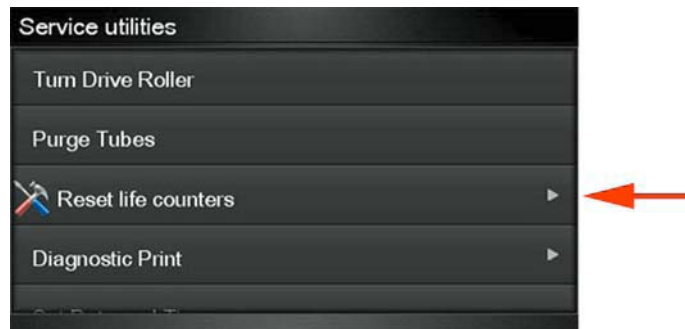 Service utilities
Turn Drive Roller
Purge Tubes
Reset life counters
Diagnostic Print